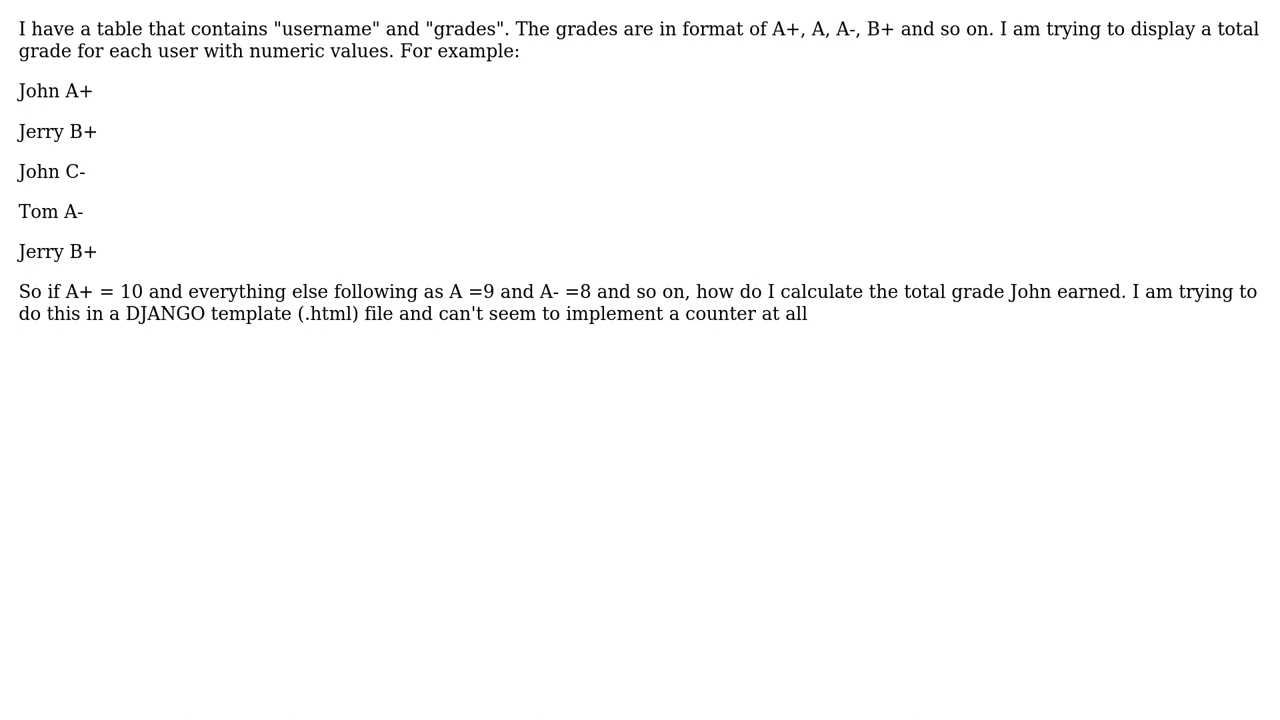 I have a table that contains "username" and "grades". The grades are in format of A+, A, A-, B+ and so on. I am trying to display a total
grade for each user with numeric values. For example:
John A+
Jerry B+
John C-
Tom A-
Jerry B+
So if A+ = 10 and everything else following as A =9 and A- =8 and so on, how do I calculate the total grade John earned. I am trying to
do this in a DJANGO template (.html) file and can't seem to implement a counter at all